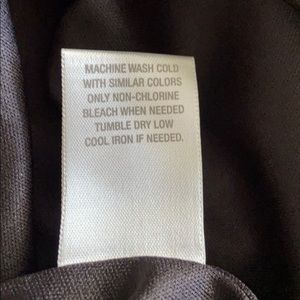 MACHINE WASH COLD
WITH SIMILAR COLORS
ONLY NON-CHLORINE
BLEACH WHEN NEEDED
TUMBLE DRY LOW
COOL IRON IF NEEDED.